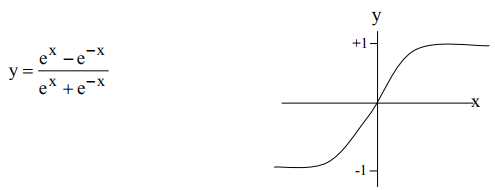 y = (e^x − e^−x) / (e^x + e^−x)
y
+1
x
-1